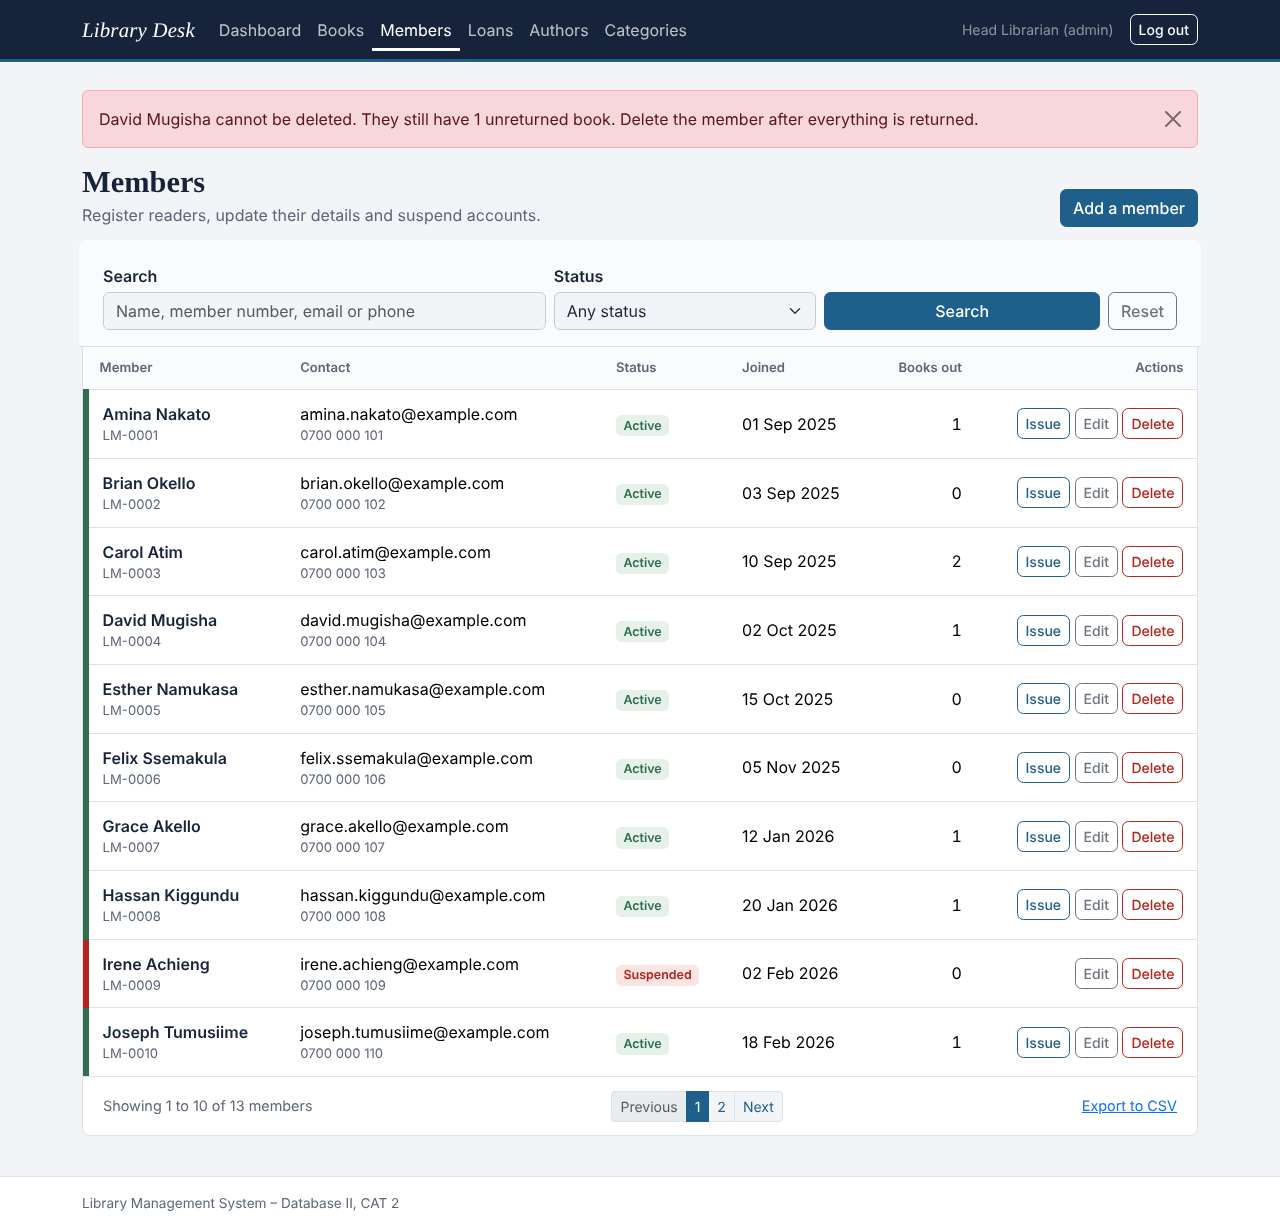 Library Desk Dashboard Books Members Loans Authors Categories Head Librarian (admin) Log out
David Mugisha cannot be deleted. They still have 1 unreturned book. Delete the member after everything is returned.
Members
Register readers, update their details and suspend accounts.
Add a member
Search Status
Name, member number, email or phone Any status Search Reset
Member Contact Status Joined Books out Actions
Amina Nakato amina.nakato@example.com Active 01 Sep 2025 1 Issue Edit Delete
LM-0001 0700 000 101
Brian Okello brian.okello@example.com Active 03 Sep 2025 0 Issue Edit Delete
LM-0002 0700 000 102
Carol Atim carol.atim@example.com Active 10 Sep 2025 2 Issue Edit Delete
LM-0003 0700 000 103
David Mugisha david.mugisha@example.com Active 02 Oct 2025 1 Issue Edit Delete
LM-0004 0700 000 104
Esther Namukasa esther.namukasa@example.com Active 15 Oct 2025 0 Issue Edit Delete
LM-0005 0700 000 105
Felix Ssemakula felix.ssemakula@example.com Active 05 Nov 2025 0 Issue Edit Delete
LM-0006 0700 000 106
Grace Akello grace.akello@example.com Active 12 Jan 2026 1 Issue Edit Delete
LM-0007 0700 000 107
Hassan Kiggundu hassan.kiggundu@example.com Active 20 Jan 2026 1 Issue Edit Delete
LM-0008 0700 000 108
Irene Achieng irene.achieng@example.com Suspended 02 Feb 2026 0 Edit Delete
LM-0009 0700 000 109
Joseph Tumusiime joseph.tumusiime@example.com Active 18 Feb 2026 1 Issue Edit Delete
LM-0010 0700 000 110
Showing 1 to 10 of 13 members Previous 1 2 Next Export to CSV
Library Management System – Database II, CAT 2